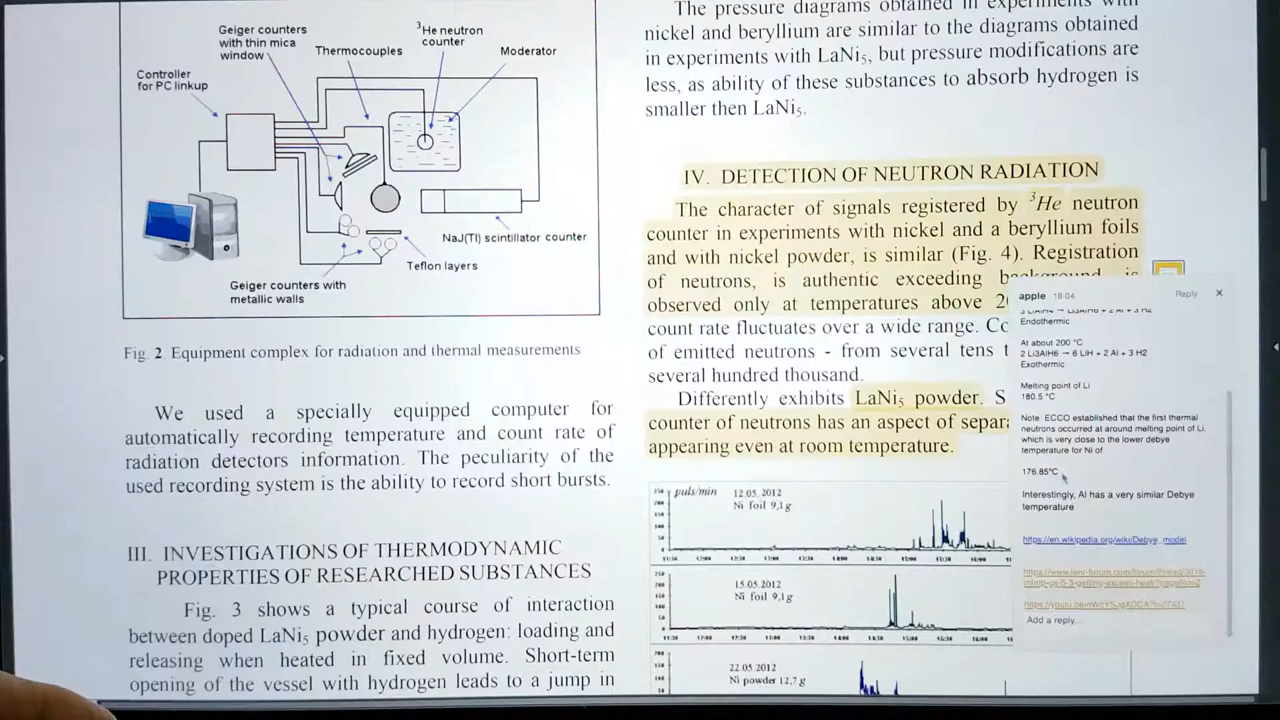 Geiger counters
with thin mica
window
Thermocouples
³He neutron
counter
Moderator
Controller
for PC linkup
NaJ(Tl) scintillator counter
Teflon layers
Geiger counters with
metallic walls
Fig. 2. Equipment complex for radiation and thermal measurements
We used a specially equipped computer for
automatically recording temperature and count rate of
radiation detectors information. The peculiarity of the
used recording system is the ability to record short bursts.
III. INVESTIGATIONS OF THERMODYNAMIC
PROPERTIES OF RESEARCHED SUBSTANCES
Fig. 3 shows a typical course of interaction
between doped LaNi₅ powder and hydrogen: loading and
releasing when heated in fixed volume. Short-term
opening of the vessel with hydrogen leads to a jump in
The pressure diagrams obtained in experiments with
nickel and beryllium are similar to the diagrams obtained
in experiments with LaNi₅, but pressure modifications are
less, as ability of these substances to absorb hydrogen is
smaller then LaNi₅.
IV. DETECTION OF NEUTRON RADIATION
The character of signals registered by ³He neutron
counter in experiments with nickel and a beryllium foils
and with nickel powder, is similar (Fig. 4). Registration
of neutrons, is authentic exceeding background is
observed only at temperatures above 2
count rate fluctuates over a wide range. Co
of emitted neutrons - from several tens t
several hundred thousand.
Differently exhibits LaNi₅ powder. S
counter of neutrons has an aspect of separa
appearing even at room temperature.
puls/min
12.05. 2012
Ni foil 9,1g
15.05. 2012
Ni foil 9,1g
22.05 2012
Ni powder 12,7g
apple 18:04
Reply
Endothermic
Al about 200 °C
2 Li3AlH6 → 6 LiH + 2 Al + 3 H2
Exothermic
Melting point of Li
180.5 °C
Note: ECCO established that the first thermal
neutrons occurred at around melting point of Li,
which is very close to the lower debye
temperature for Ni of
176.85°C
Interestingly, Al has a very similar Debye
temperature
https://en.wikipedia.org/wiki/Debye_model
Add a reply...